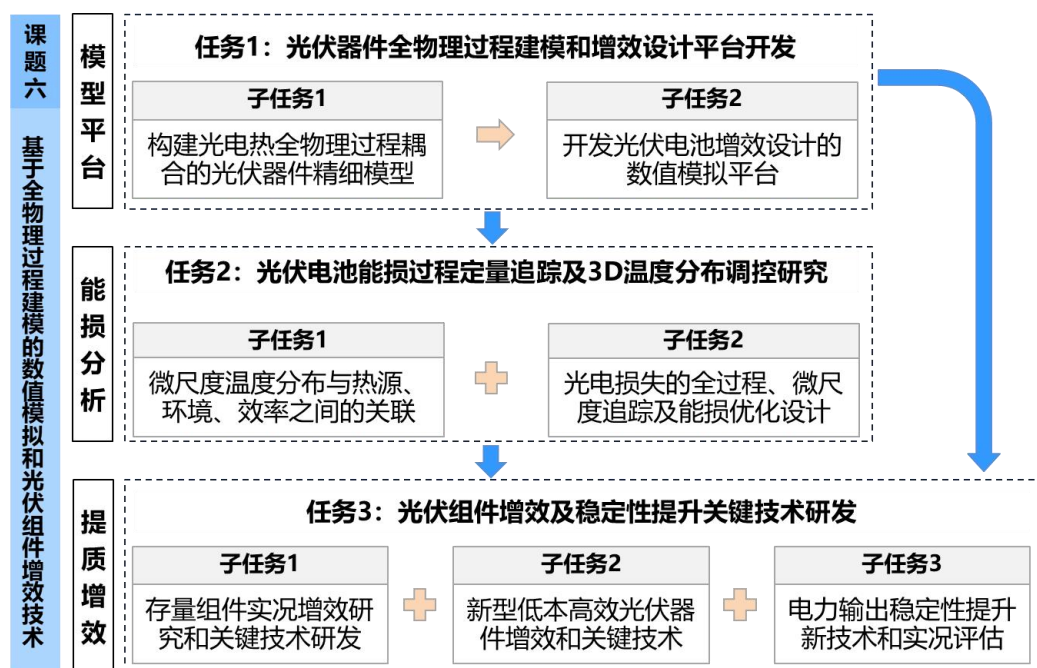 课题六
基于全物理过程建模的数值模拟和光伏组件增效技术
模型平台
任务1：光伏器件全物理过程建模和增效设计平台开发
子任务1
构建光电热全物理过程耦
合的光伏器件精细模型
子任务2
开发光伏电池增效设计的
数值模拟平台
能损分析
任务2：光伏电池能损过程定量追踪及3D温度分布调控研究
子任务1
微尺度温度分布与热源、
环境、效率之间的关联
子任务2
光电损失的全过程、微尺
度追踪及能损优化设计
提质增效
任务3：光伏组件增效及稳定性提升关键技术研发
子任务1
存量组件实况增效研
究和关键技术研发
子任务2
新型低本高效光伏器
件增效和关键技术
子任务3
电力输出稳定性提升
新技术和实况评估